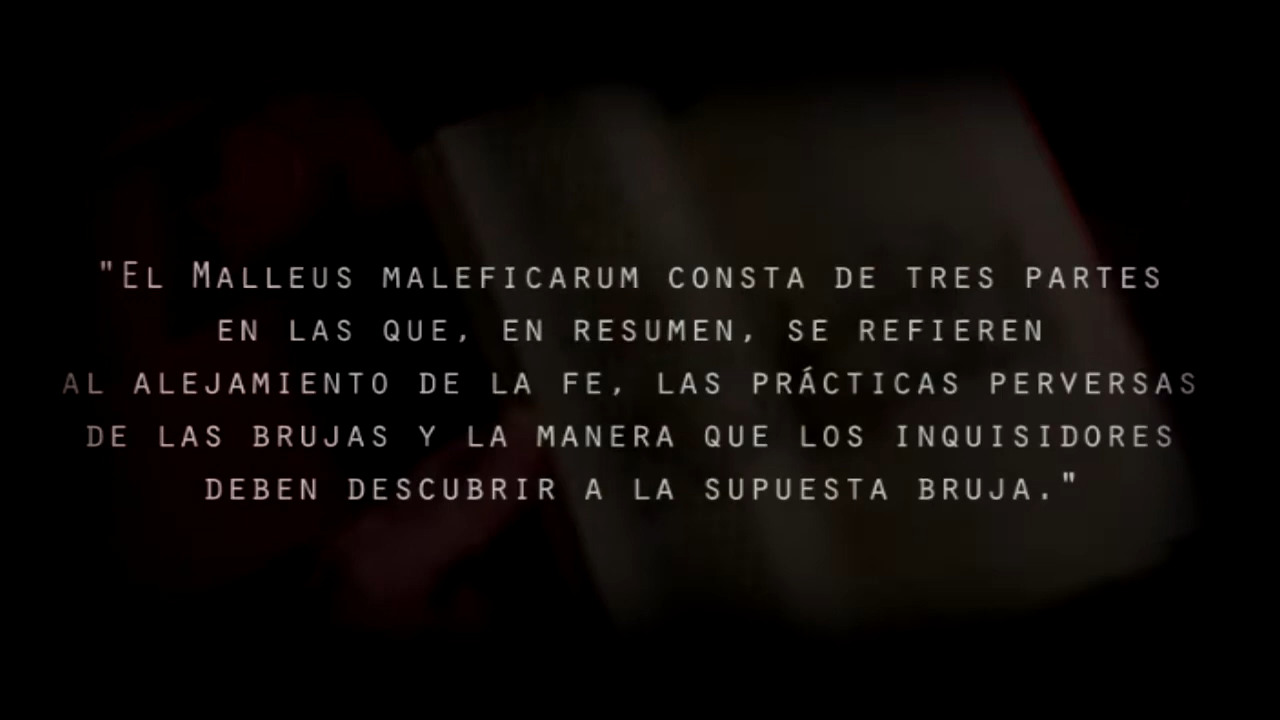 "El Malleus maleficarum consta de tres partes
en las que, en resumen, se refieren
al alejamiento de la fe, las prácticas perversas
de las brujas y la manera que los inquisidores
deben descubrir a la supuesta bruja."